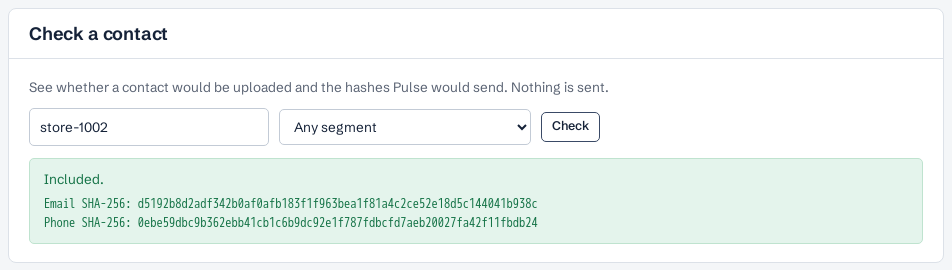 Check a contact
See whether a contact would be uploaded and the hashes Pulse would send. Nothing is sent.
store-1002
Any segment
Check
Included.
Email SHA-256: d5192b8d2adf342b0af0afb183f1f963bea1f81a4c2ce52e18d5c144041b938c
Phone SHA-256: 0ebe59dbc9b362ebb41cb1c6b9dc92e1f787fdbcfd7aeb20027fa42f11fbdb24